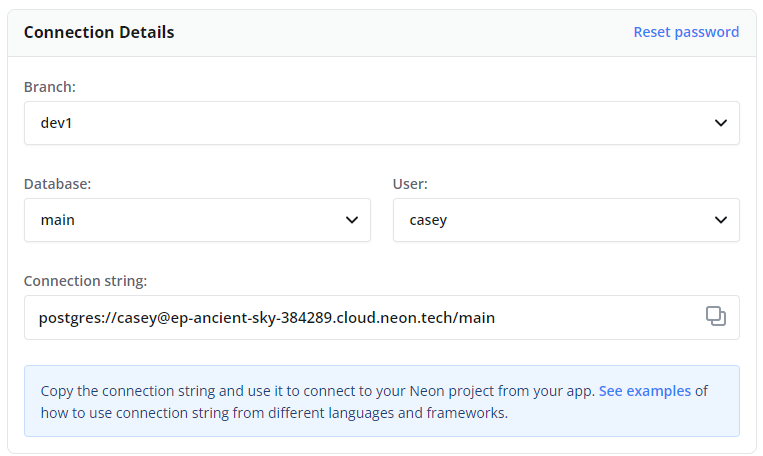 Connection Details
Reset password
Branch:
dev1
Database:
User:
main
casey
Connection string:
postgres://casey@ep-ancient-sky-384289.cloud.neon.tech/main
Copy the connection string and use it to connect to your Neon project from your app. See examples of
how to use connection string from different languages and frameworks.